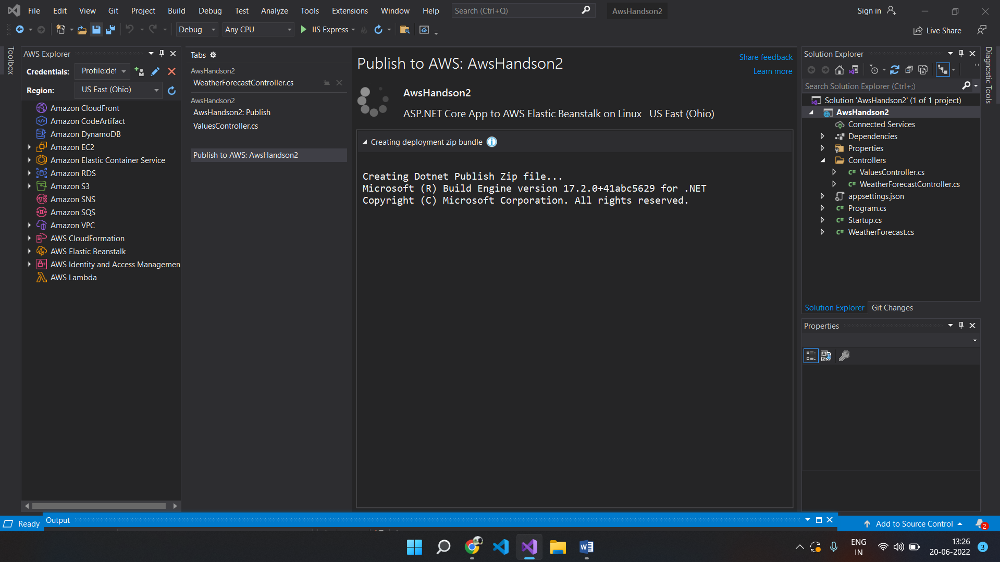 File Edit View Git Project Build Debug Test Analyze Tools Extensions Window Help Search (Ctrl+Q) AwsHandson2 Sign in
Debug Any CPU IIS Express Live Share
Toolbox
AWS Explorer
Credentials: Profile:def
Region: US East (Ohio)
Amazon CloudFront
Amazon CodeArtifact
Amazon DynamoDB
Amazon EC2
Amazon Elastic Container Service
Amazon RDS
Amazon S3
Amazon SNS
Amazon SQS
Amazon VPC
AWS CloudFormation
AWS Elastic Beanstalk
AWS Identity and Access Managemen
AWS Lambda
Tabs
AwsHandson2
WeatherForecastController.cs
AwsHandson2
AwsHandson2: Publish
ValuesController.cs
Publish to AWS: AwsHandson2
Publish to AWS: AwsHandson2
Share feedback
Learn more
AwsHandson2
ASP.NET Core App to AWS Elastic Beanstalk on Linux US East (Ohio)
Creating deployment zip bundle
Creating Dotnet Publish Zip file...
Microsoft (R) Build Engine version 17.2.0+41abc5629 for .NET
Copyright (C) Microsoft Corporation. All rights reserved.
Solution Explorer
Search Solution Explorer (Ctrl+;)
Solution 'AwsHandson2' (1 of 1 project)
AwsHandson2
Connected Services
Dependencies
Properties
Controllers
ValuesController.cs
WeatherForecastController.cs
appsettings.json
Program.cs
Startup.cs
WeatherForecast.cs
Solution Explorer Git Changes
Properties
Diagnostic Tools
Ready
Output
Add to Source Control 2
ENG
IN
13:26
20-06-2022
3